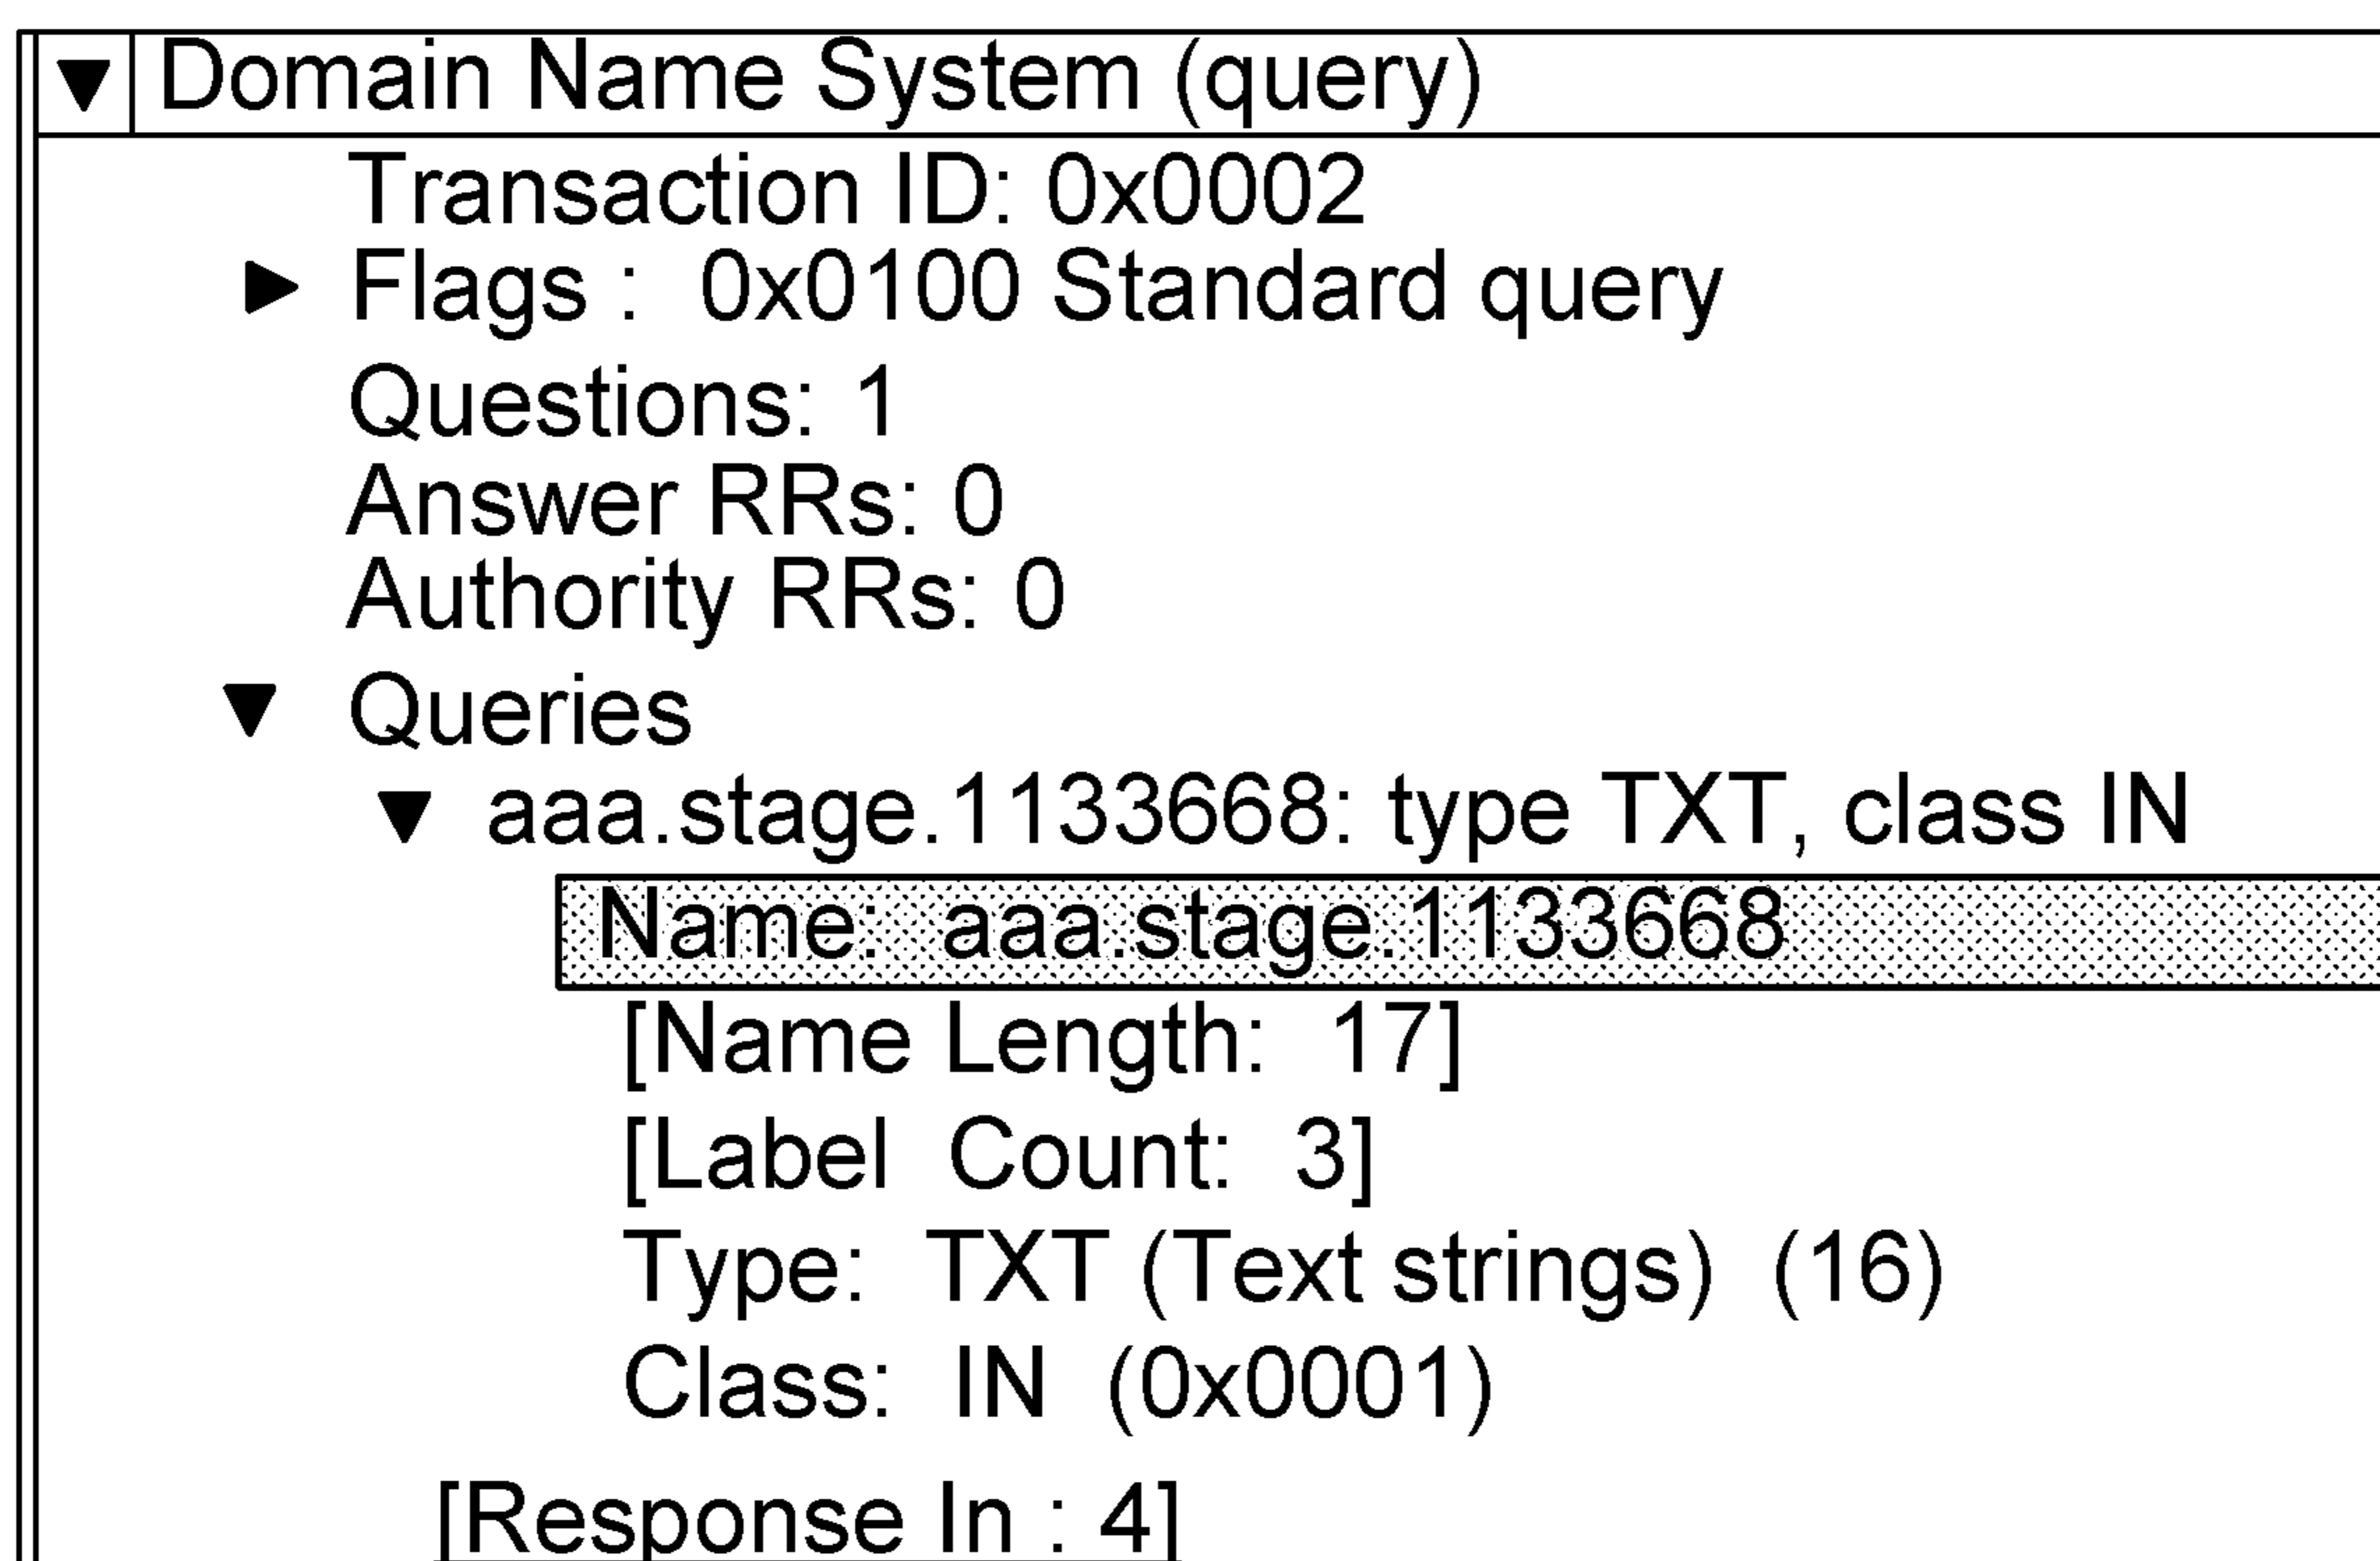 Domain Name System (query)
Transaction ID: 0x0002
Flags : 0x0100 Standard query
Questions: 1
Answer RRs: 0
Authority RRs: 0
Queries
aaa.stage.1133668: type TXT, class IN
Name: aaa.stage.1133668
[Name Length: 17]
[Label Count: 3]
Type: TXT (Text strings) (16)
Class: IN (0x0001)
[Response In : 4]